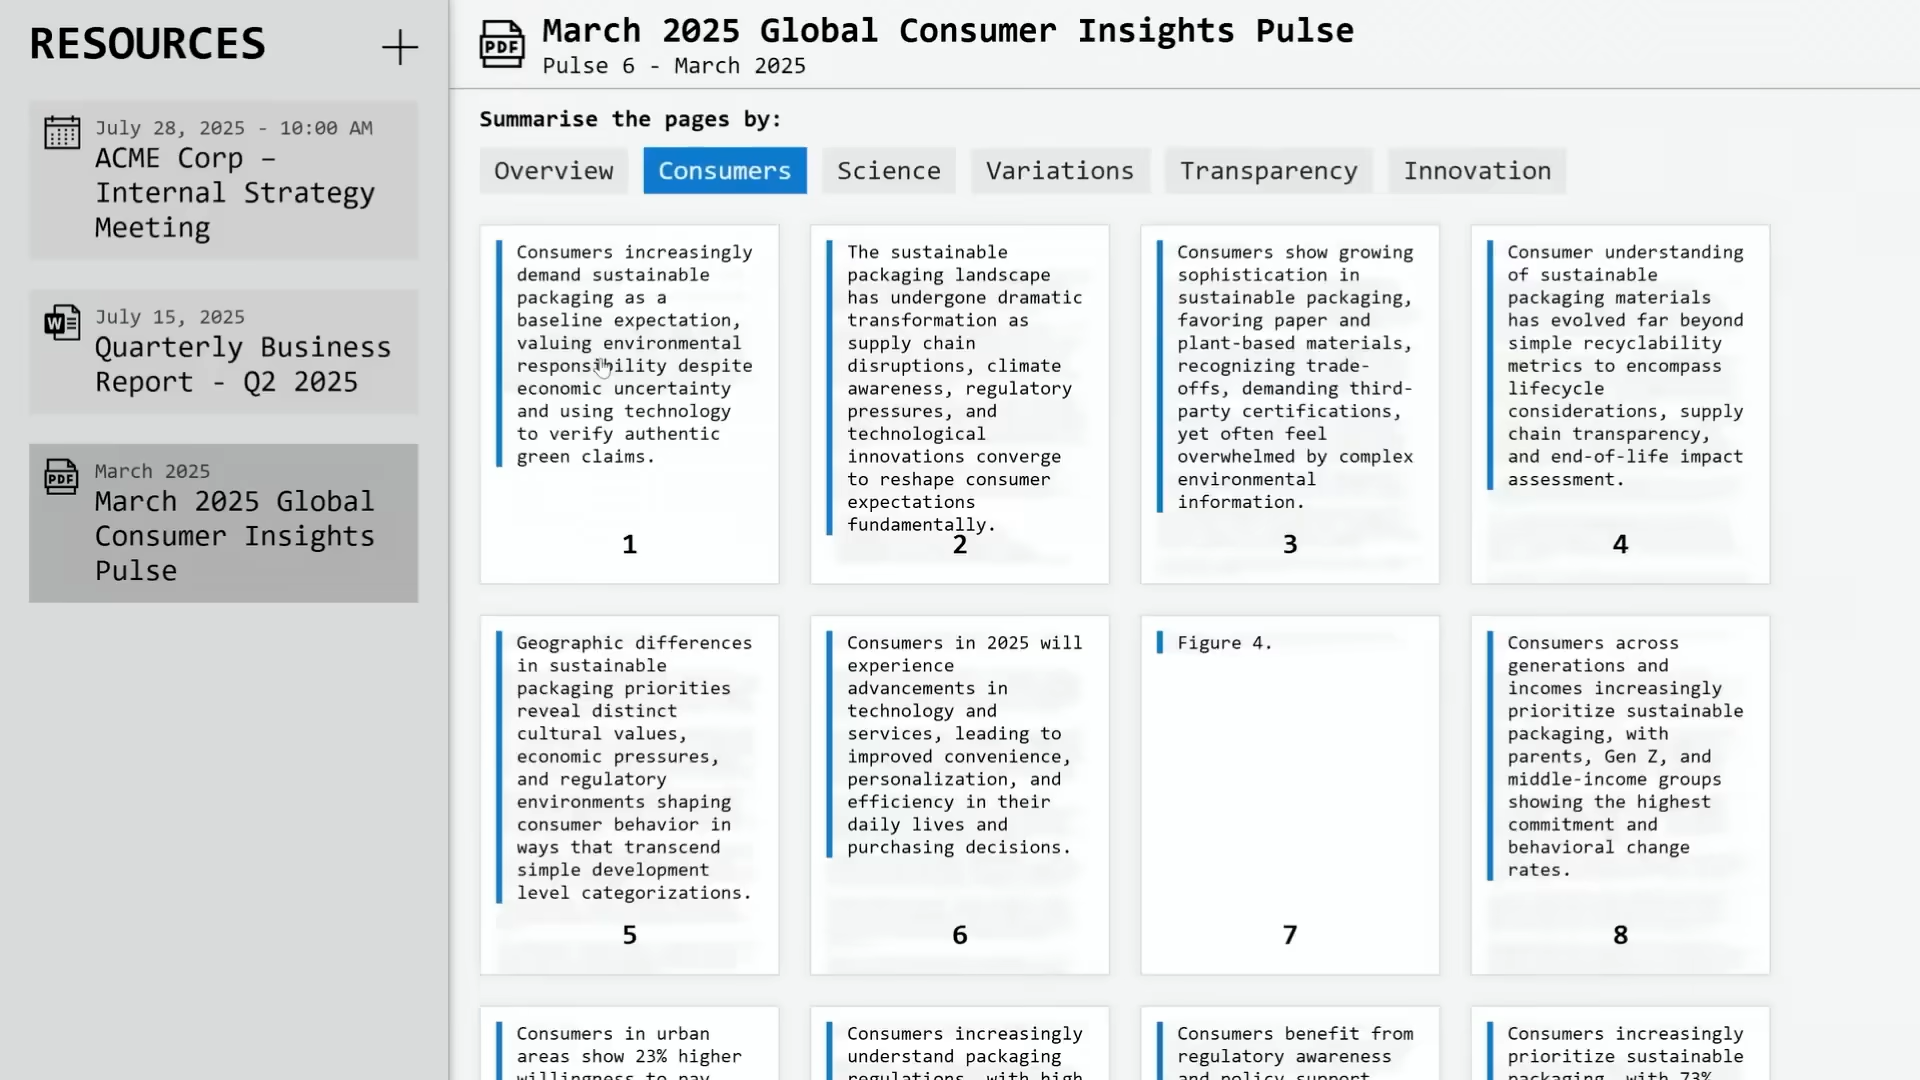 RESOURCES
July 28, 2025 - 10:00 AM
ACME Corp –
Internal Strategy
Meeting
July 15, 2025
Quarterly Business
Report - Q2 2025
PDF
March 2025
March 2025 Global
Consumer Insights
Pulse
PDF
March 2025 Global Consumer Insights Pulse
Pulse 6 - March 2025
Summarise the pages by:
Overview
Consumers
Science
Variations
Transparency
Innovation
Consumers increasingly
demand sustainable
packaging as a
baseline expectation,
valuing environmental
responsibility despite
economic uncertainty
and using technology
to verify authentic
green claims.
1
The sustainable
packaging landscape
has undergone dramatic
transformation as
supply chain
disruptions, climate
awareness, regulatory
pressures, and
technological
innovations converge
to reshape consumer
expectations
fundamentally.
2
Consumers show growing
sophistication in
sustainable packaging,
favoring paper and
plant-based materials,
recognizing trade-
offs, demanding third-
party certifications,
yet often feel
overwhelmed by complex
environmental
information.
3
Consumer understanding
of sustainable
packaging materials
has evolved far beyond
simple recyclability
metrics to encompass
lifecycle
considerations, supply
chain transparency,
and end-of-life impact
assessment.
4
Geographic differences
in sustainable
packaging priorities
reveal distinct
cultural values,
economic pressures,
and regulatory
environments shaping
consumer behavior in
ways that transcend
simple development
level categorizations.
5
Consumers in 2025 will
experience
advancements in
technology and
services, leading to
improved convenience,
personalization, and
efficiency in their
daily lives and
purchasing decisions.
6
Figure 4.
7
Consumers across
generations and
incomes increasingly
prioritize sustainable
packaging, with
parents, Gen Z, and
middle-income groups
showing the highest
commitment and
behavioral change
rates.
8
Consumers in urban
areas show 23% higher
willingness to pay
Consumers increasingly
understand packaging
regulations, with high
Consumers benefit from
regulatory awareness
and policy support
Consumers increasingly
prioritize sustainable
packaging, with 73%